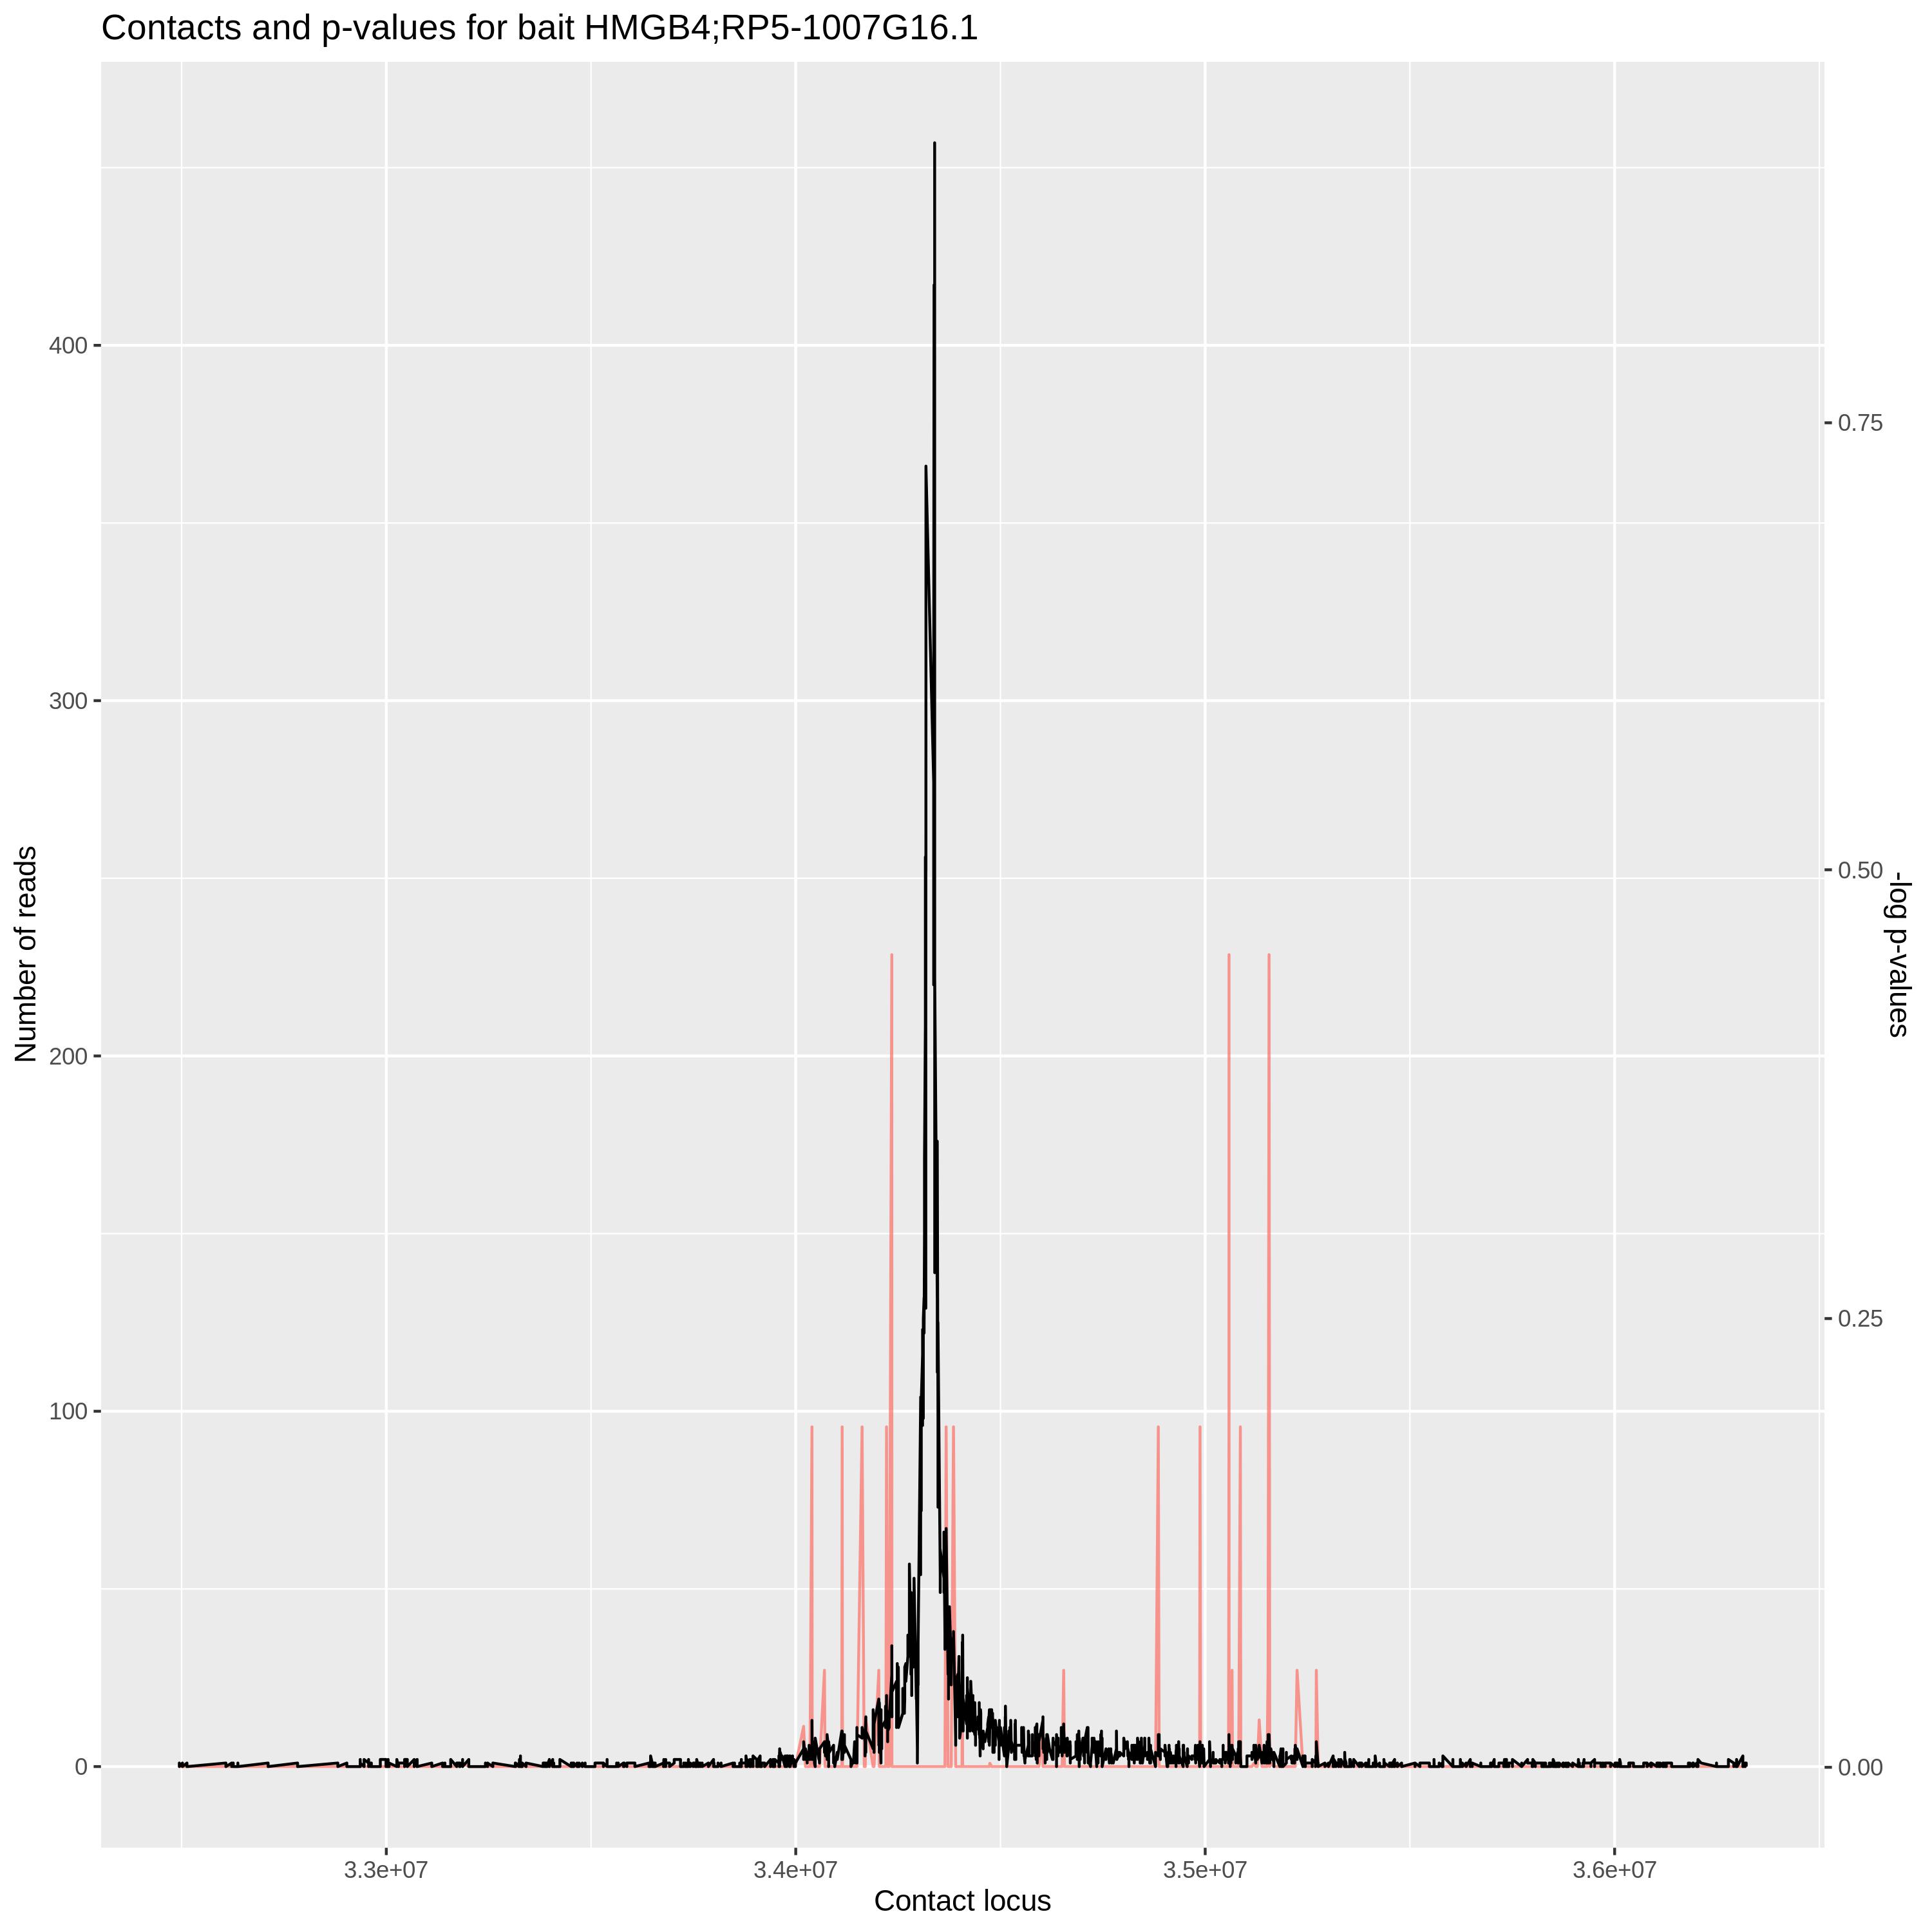 Contacts and p-values for bait HMGB4;RP5-1007G16.1
Number of reads
400
300
200
100
0
0.75
0.50
0.25
0.00
-log p-values
3.3e+07
3.4e+07
3.5e+07
3.6e+07
Contact locus